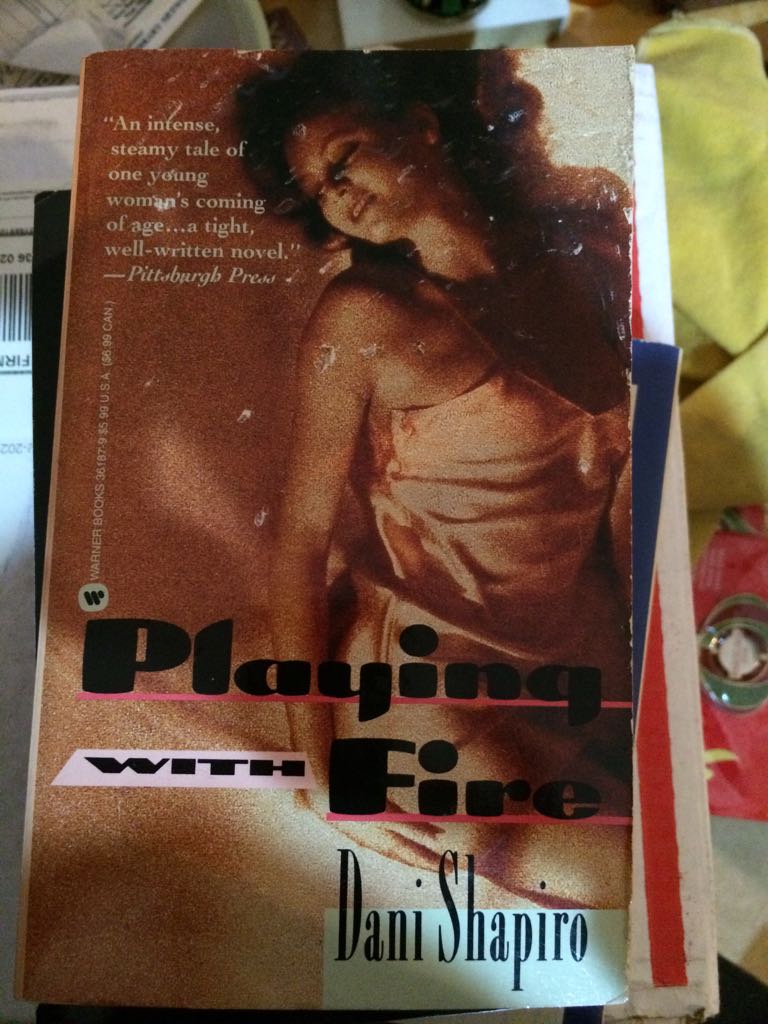 “An intense,
steamy tale of
one young
woman's coming
of age...a tight,
well-written novel.”
—Pittsburgh Press
WARNER BOOKS 36187-9 $5.99 U.S.A. ($6.99 CAN.)
Playing
WITH
Fire
Dani Shapiro